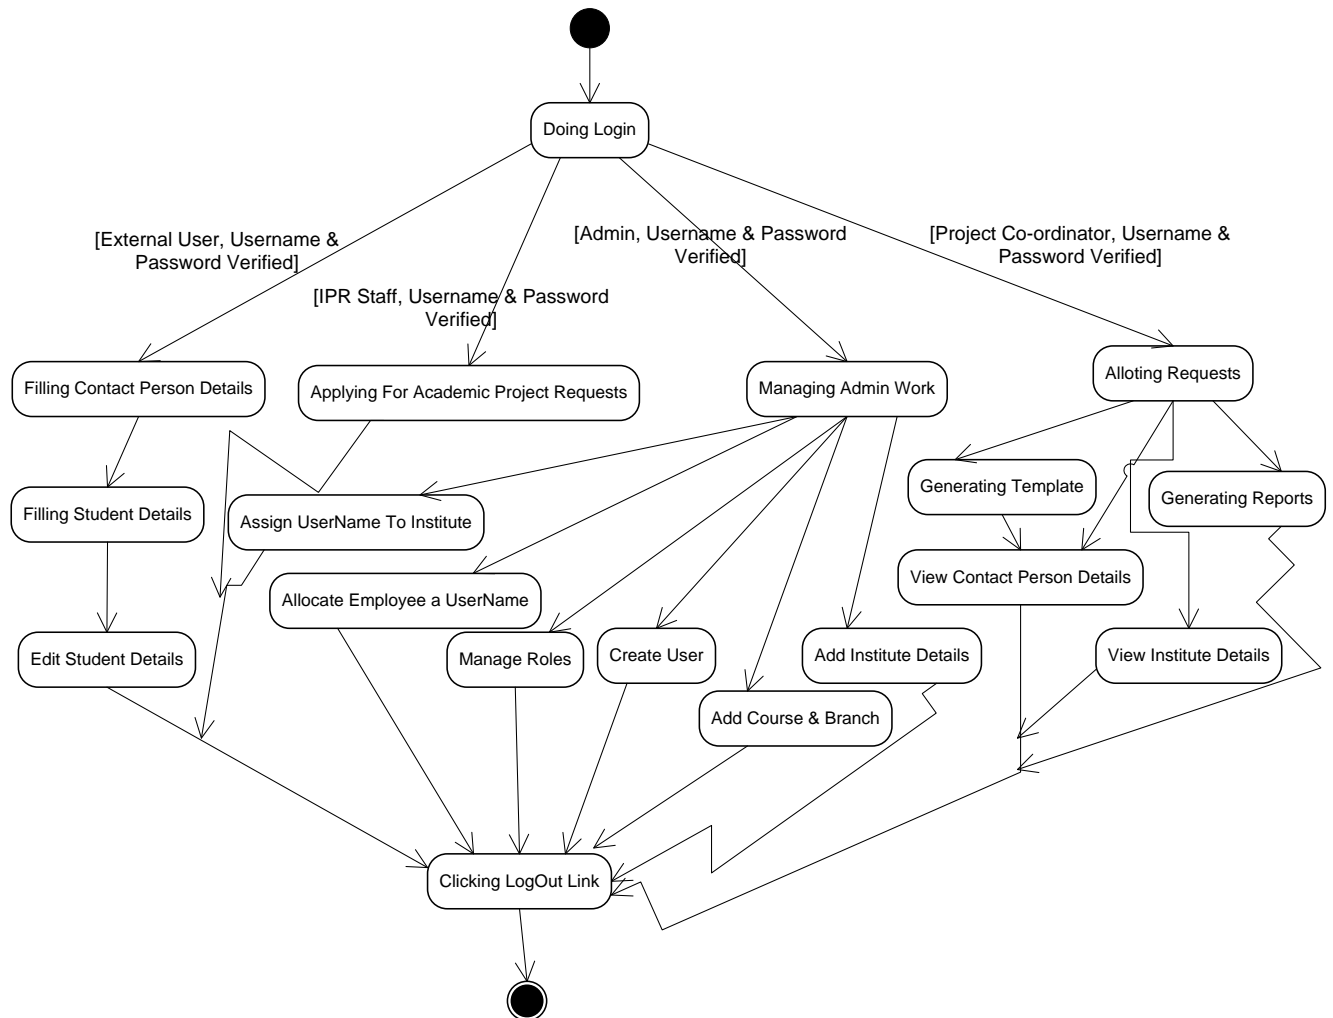 Doing Login
[External User, Username &
Password Verified]
[IPR Staff, Username & Password
Verified]
[Admin, Username & Password
Verified]
[Project Co-ordinator, Username &
Password Verified]
Filling Contact Person Details
Applying For Academic Project Requests
Managing Admin Work
Alloting Requests
Filling Student Details
Assign UserName To Institute
Generating Template
Generating Reports
Allocate Employee a UserName
View Contact Person Details
Edit Student Details
Manage Roles
Create User
Add Institute Details
View Institute Details
Add Course & Branch
Clicking LogOut Link